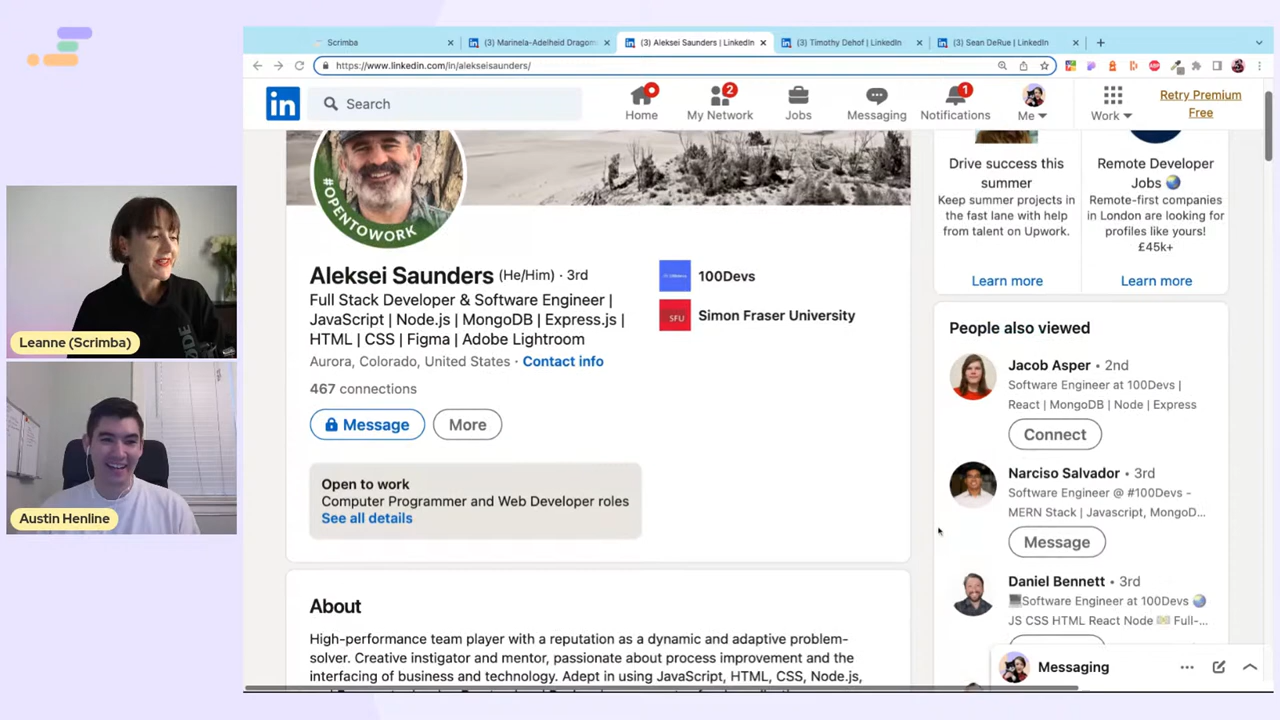 Scrimba
(3) Marinela-Adelheid Dragom
(3) Aleksei Saunders | LinkedIn
(3) Timothy Dehof | LinkedIn
(3) Sean DeRue | LinkedIn
https://www.linkedin.com/in/alekseisaunders/
in
Search
Home
2
My Network
Jobs
Messaging
1
Notifications
Me
Work
Retry Premium
Free
#OPENTOWORK
Aleksei Saunders (He/Him) · 3rd
Full Stack Developer & Software Engineer |
JavaScript | Node.js | MongoDB | Express.js |
HTML | CSS | Figma | Adobe Lightroom
Aurora, Colorado, United States · Contact info
467 connections
Message
More
100Devs
SFU
Simon Fraser University
Open to work
Computer Programmer and Web Developer roles
See all details
About
High-performance team player with a reputation as a dynamic and adaptive problem-
solver. Creative instigator and mentor, passionate about process improvement and the
interfacing of business and technology. Adept in using JavaScript, HTML, CSS, Node.js,
Drive success this
summer
Keep summer projects in
the fast lane with help
from talent on Upwork.
Learn more
Remote Developer
Jobs 🌏
Remote-first companies
in London are looking for
profiles like yours!
£45k+
Learn more
People also viewed
Jacob Asper · 2nd
Software Engineer at 100Devs |
React | MongoDB | Node | Express
Connect
Narciso Salvador · 3rd
Software Engineer @ #100Devs -
MERN Stack | Javascript, MongoD...
Message
Daniel Bennett · 3rd
Software Engineer at 100Devs 🌏
JS CSS HTML React Node Full-...
Messaging
Leanne (Scrimba)
Austin Henline